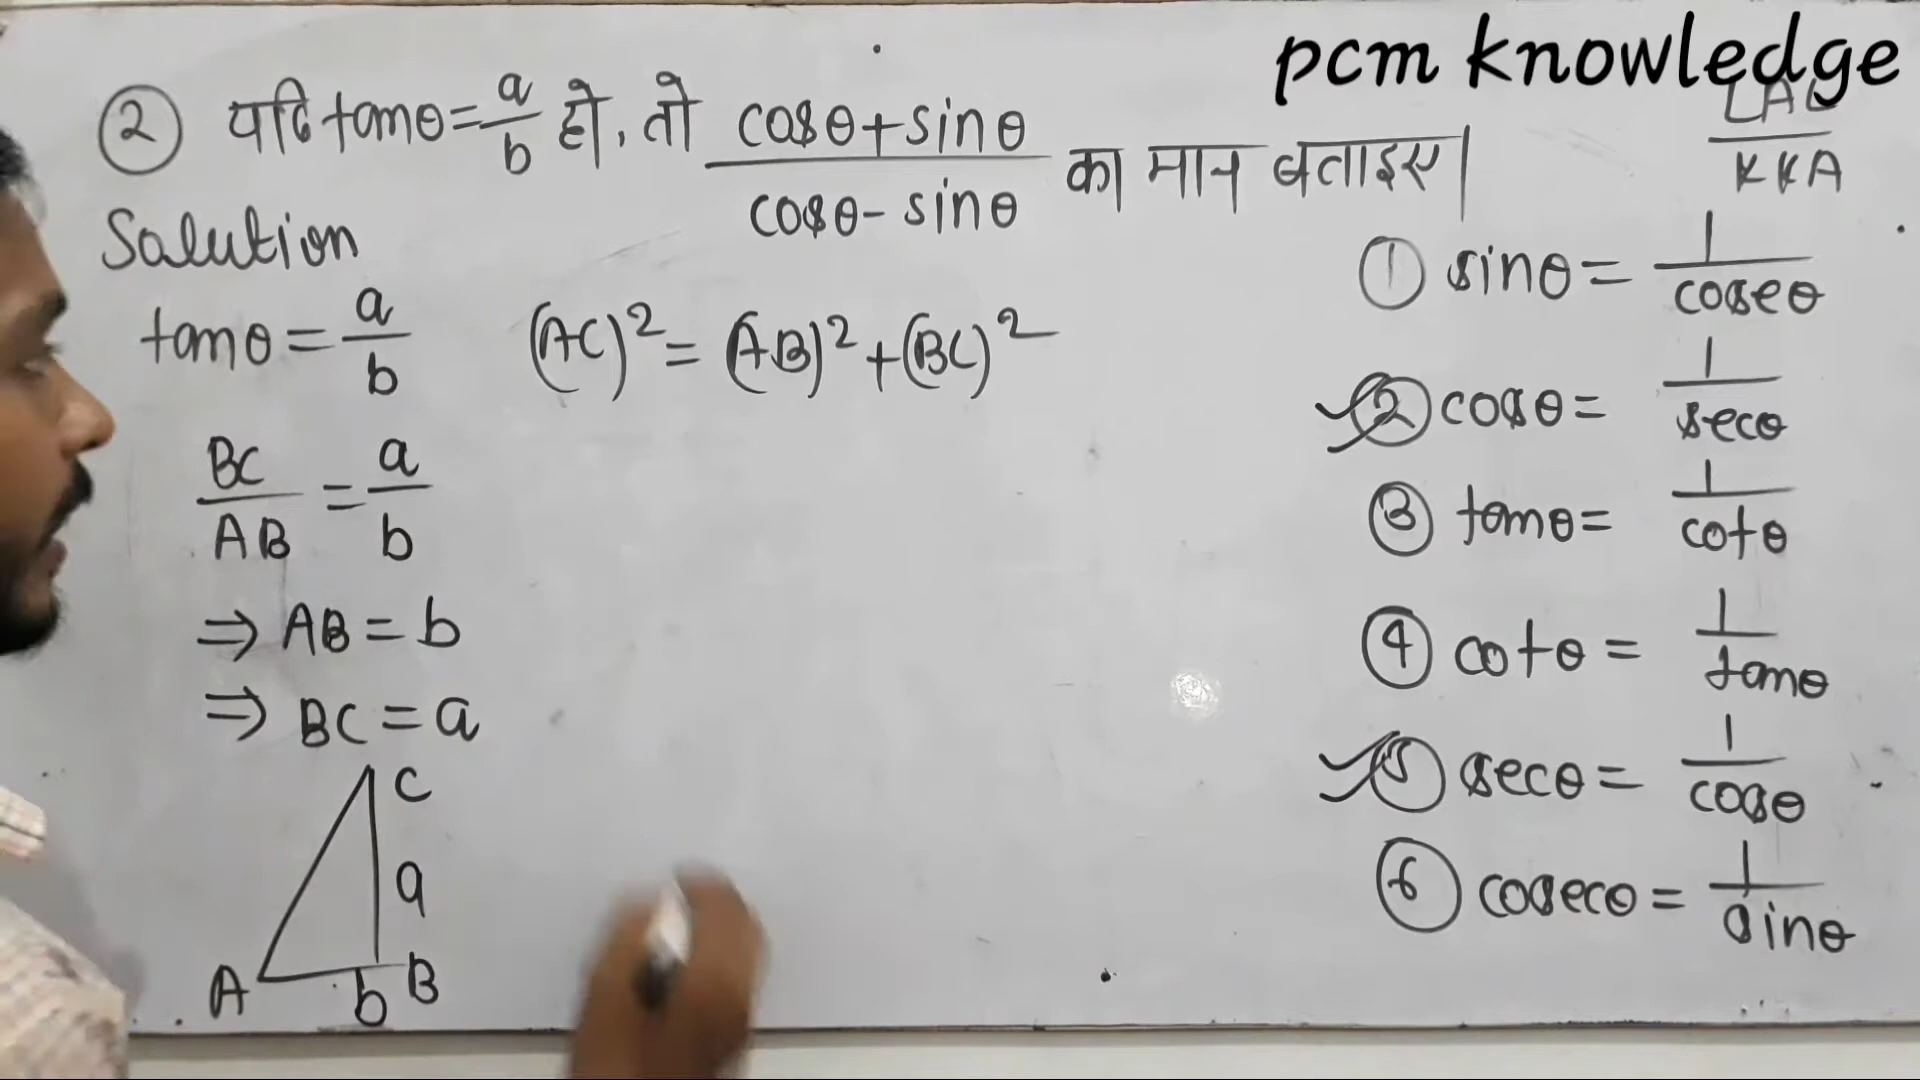 pcm knowledge
② यदि tanθ = a/b हो, तो cosθ + sinθ / cosθ - sinθ का मान बताइए।
LAL
KKA
Solution
tanθ = a/b
(AC)² = (AB)² + (BC)²
BC/AB = a/b
⇒ AB = b
⇒ BC = a
C
a
A
b
B
① sinθ = 1/cosecθ
② cosθ = 1/secθ
③ tanθ = 1/cotθ
④ cotθ = 1/tanθ
⑤ secθ = 1/cosθ
⑥ cosecθ = 1/sinθ